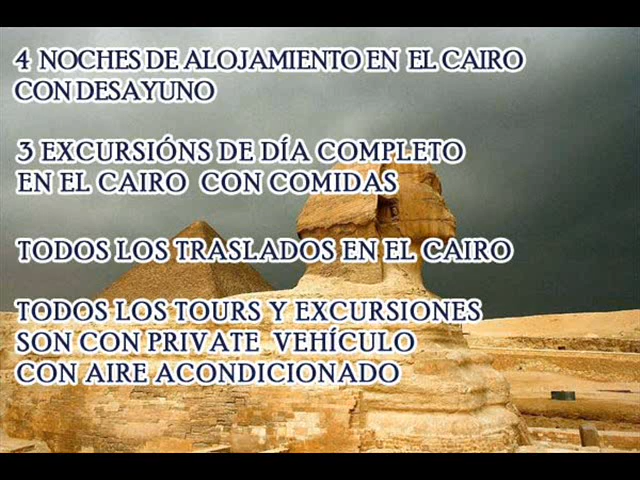 4 NOCHES DE ALOJAMIENTO EN EL CAIRO
CON DESAYUNO
3 EXCURSIÓNS DE DÍA COMPLETO
EN EL CAIRO CON COMIDAS
TODOS LOS TRASLADOS EN EL CAIRO
TODOS LOS TOURS Y EXCURSIONES
SON CON PRIVATE VEHÍCULO
CON AIRE ACONDICIONADO